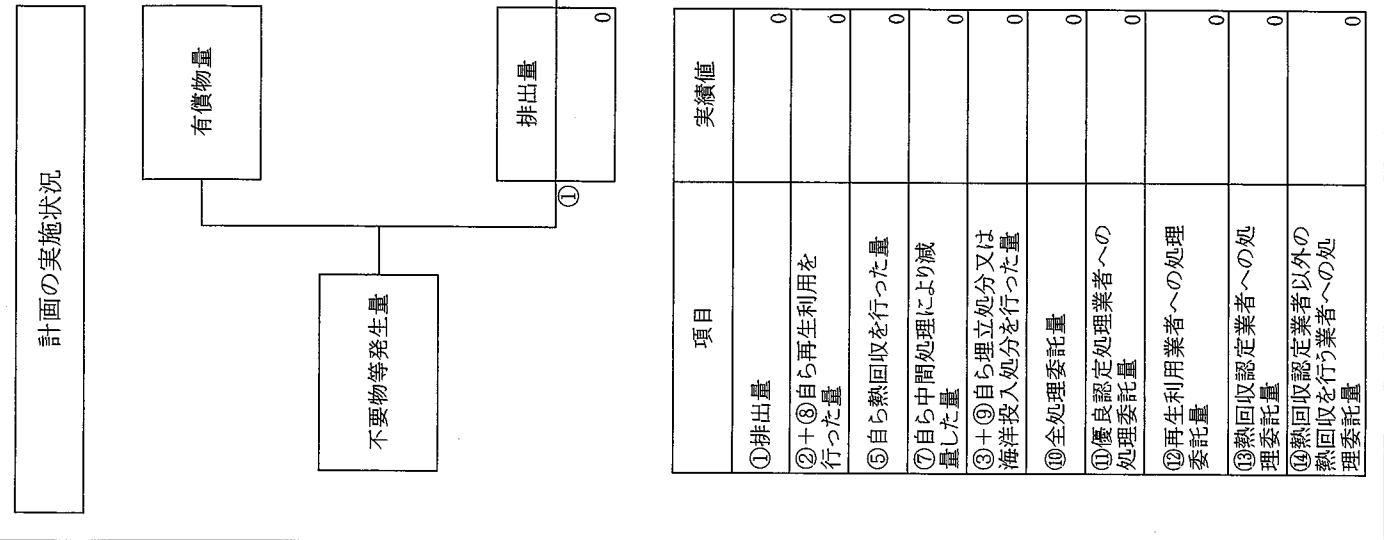 計画の実施状況
有償物量
不要物等発生量
排出量
①
0
項目
実績値
①排出量
0
②+⑧自ら再生利用を
行った量
0
⑤自ら熱回収を行った量
0
⑦自ら中間処理により減
量した量
0
③+⑨自ら埋立処分又は
海洋投入処分を行った量
0
⑩全処理委託量
0
⑪優良認定処理業者への
処理委託量
0
⑫再生利用業者への処理
委託量
0
⑬熱回収認定業者への処
理委託量
0
⑭熱回収認定業者以外の
熱回収を行う業者への処
理委託量
0